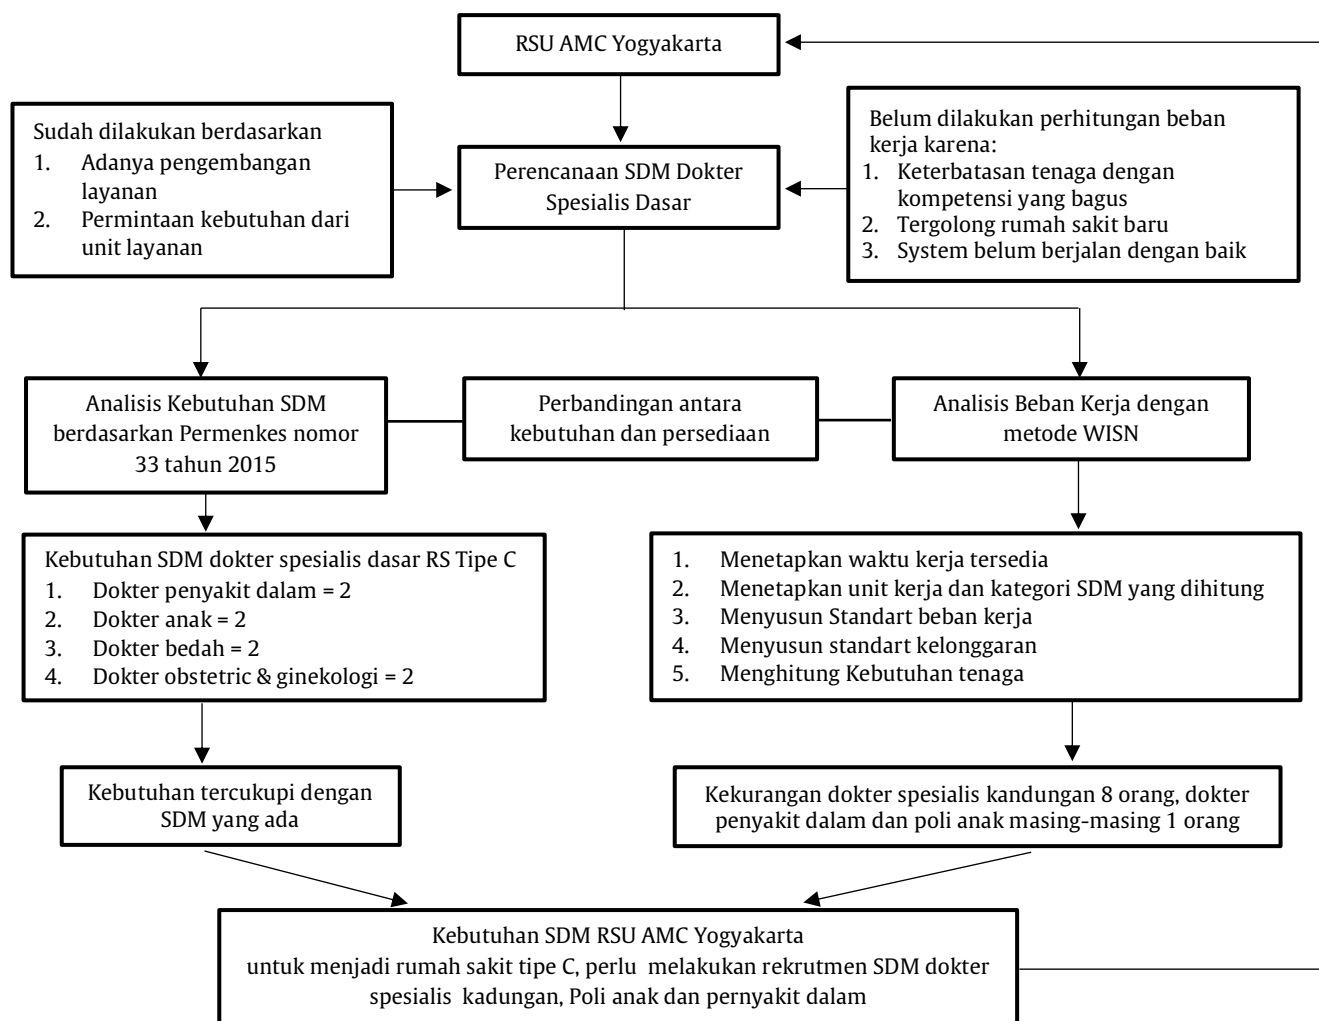 RSU AMC Yogyakarta
Sudah dilakukan berdasarkan
1. Adanya pengembangan
layanan
2. Permintaan kebutuhan dari
unit layanan
Perencanaan SDM Dokter
Spesialis Dasar
Belum dilakukan perhitungan beban
kerja karena:
1. Keterbatasan tenaga dengan
kompetensi yang bagus
2. Tergolong rumah sakit baru
3. System belum berjalan dengan baik
Analisis Kebutuhan SDM
berdasarkan Permenkes nomor
33 tahun 2015
Perbandingan antara
kebutuhan dan persediaan
Analisis Beban Kerja dengan
metode WISN
Kebutuhan SDM dokter spesialis dasar RS Tipe C
1. Dokter penyakit dalam = 2
2. Dokter anak = 2
3. Dokter bedah = 2
4. Dokter obstetric & ginekologi = 2
1. Menetapkan waktu kerja tersedia
2. Menetapkan unit kerja dan kategori SDM yang dihitung
3. Menyusun Standart beban kerja
4. Menyusun standart kelonggaran
5. Menghitung Kebutuhan tenaga
Kebutuhan tercukupi dengan
SDM yang ada
Kekurangan dokter spesialis kandungan 8 orang, dokter
penyakit dalam dan poli anak masing-masing 1 orang
Kebutuhan SDM RSU AMC Yogyakarta
untuk menjadi rumah sakit tipe C, perlu melakukan rekrutmen SDM dokter
spesialis kadungan, Poli anak dan pernyakit dalam